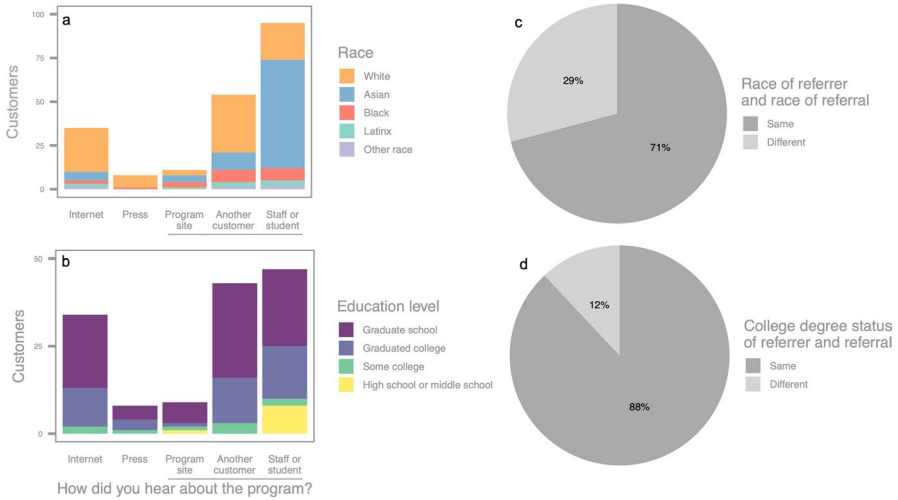 a
100
75
50
25
0
Customers
Internet
Press
Program
site
Another
customer
Staff or
student
Race
White
Asian
Black
Latinx
Other race
b
50
25
0
Customers
Internet
Press
Program
site
Another
customer
Staff or
student
How did you hear about the program?
Education level
Graduate school
Graduated college
Some college
High school or middle school
c
29%
71%
Race of referrer
and race of referral
Same
Different
d
12%
88%
College degree status
of referrer and referral
Same
Different